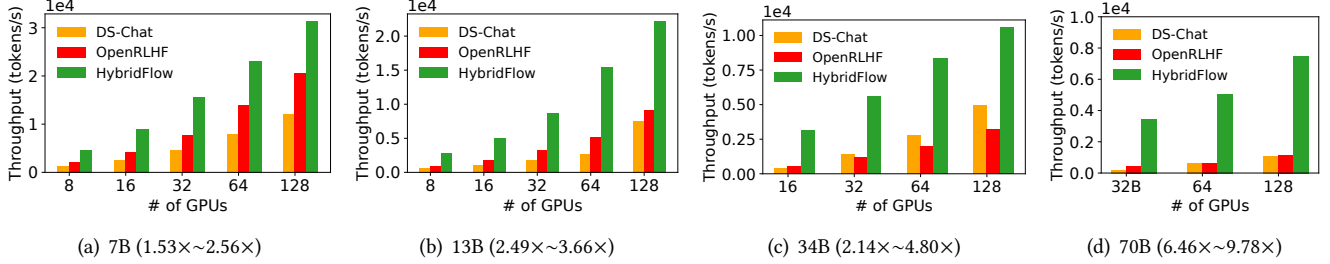 1e4
Throughput (tokens/s)
3
2
1
0
DS-Chat
OpenRLHF
HybridFlow
8 16 32 64 128
# of GPUs
(a) 7B (1.53×~2.56×)
1e4
Throughput (tokens/s)
2.0
1.5
1.0
0.5
0.0
DS-Chat
OpenRLHF
HybridFlow
8 16 32 64 128
# of GPUs
(b) 13B (2.49×~3.66×)
1e4
Throughput (tokens/s)
1.00
0.75
0.50
0.25
0.00
DS-Chat
OpenRLHF
HybridFlow
16 32 64 128
# of GPUs
(c) 34B (2.14×~4.80×)
1e4
Throughput (tokens/s)
1.0
0.8
0.6
0.4
0.2
0.0
DS-Chat
OpenRLHF
HybridFlow
32B 64 128
# of GPUs
(d) 70B (6.46×~9.78×)